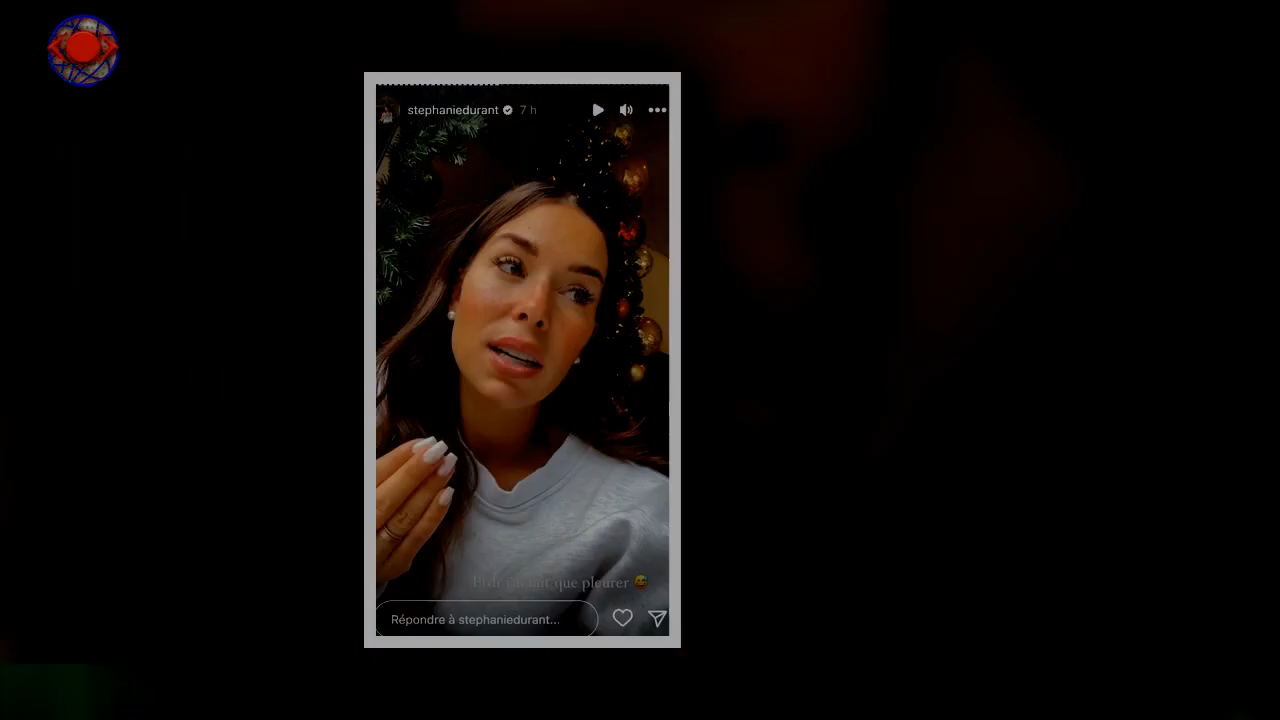 stephaniedurant 7 h
que pleurer 😅
Répondre à stephaniedurant...